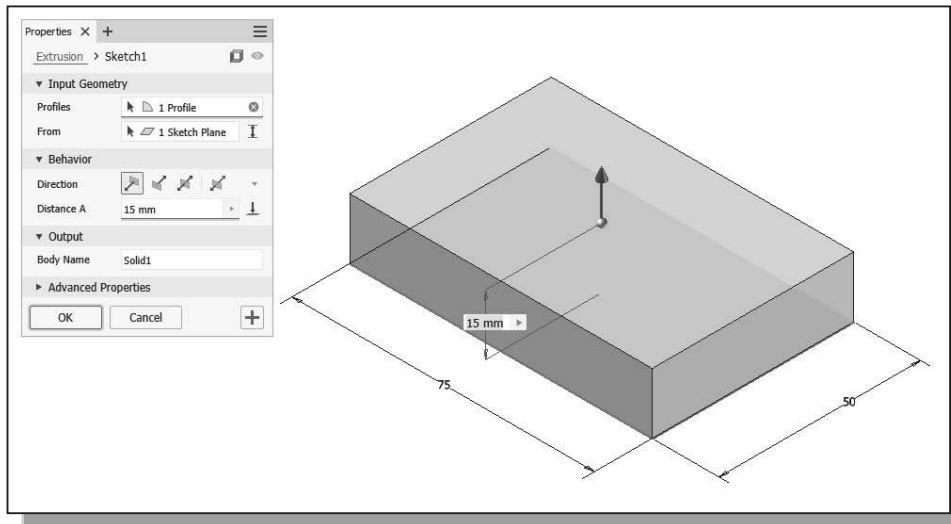 Properties × +
Extrusion > Sketch1
Input Geometry
Profiles 1 Profile
From 1 Sketch Plane
Behavior
Direction
Distance A 15 mm
Output
Body Name Solid1
Advanced Properties
OK Cancel +
15 mm
75
50